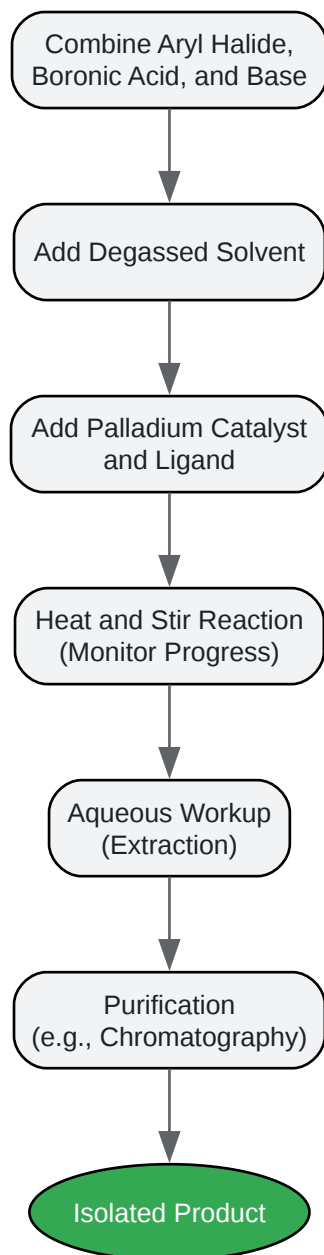 Combine Aryl Halide,
Boronic Acid, and Base
Add Degassed Solvent
Add Palladium Catalyst
and Ligand
Heat and Stir Reaction
(Monitor Progress)
Aqueous Workup
(Extraction)
Purification
(e.g., Chromatography)
Isolated Product